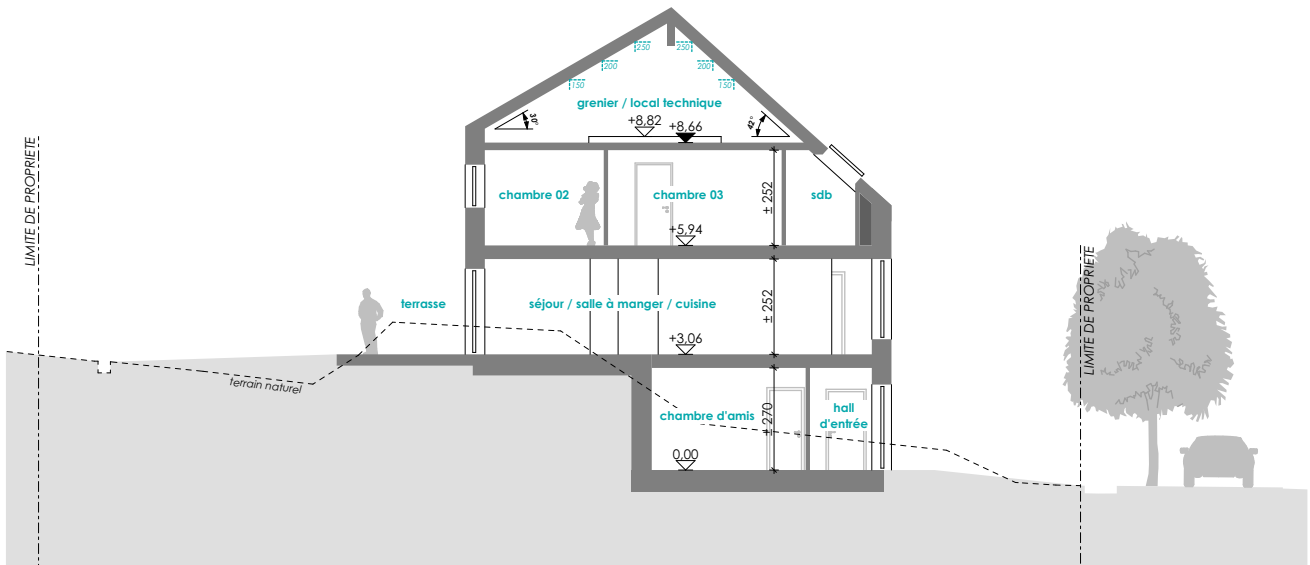 250
250
200
200
150
150
grenier / local technique
30°
+8,82
+8,66
42°
LIMITE DE PROPRIETE
chambre 02
chambre 03
± 252
sdb
+5,94
LIMITE DE PROPRIETE
terrasse
séjour / salle à manger / cuisine
± 252
+3,06
terrain naturel
chambre d'amis
± 270
hall
d'entrée
0,00